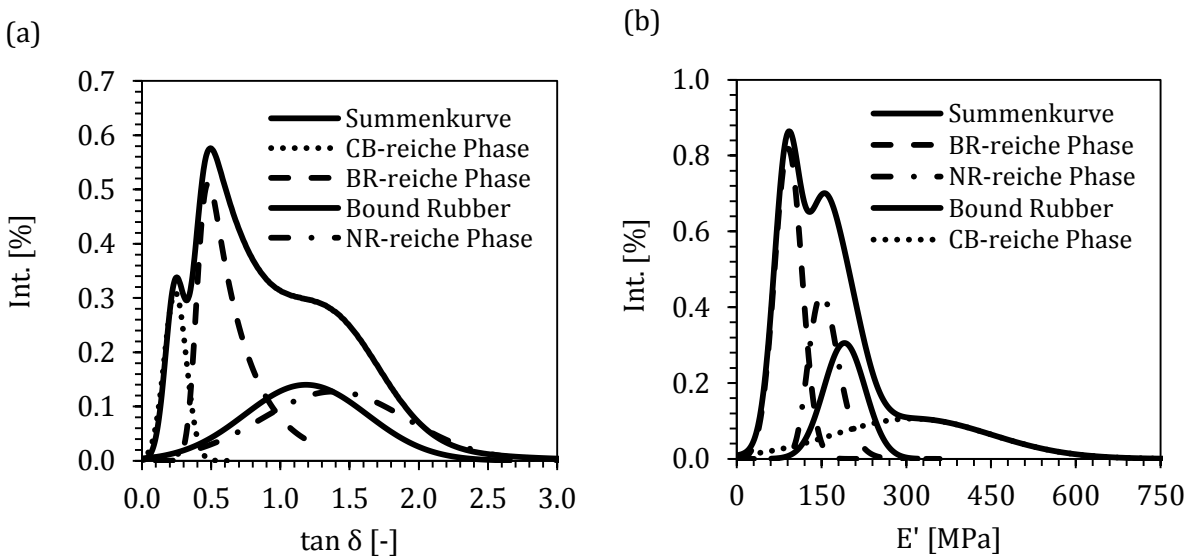 (a)
0.7
0.6
0.5
0.4
0.3
0.2
0.1
0.0
Int. [%]
Summenkurve
CB-reiche Phase
BR-reiche Phase
Bound Rubber
NR-reiche Phase
0.0 0.5 1.0 1.5 2.0 2.5 3.0
tan δ [-]
(b)
1.0
0.8
0.6
0.4
0.2
0.0
Int. [%]
Summenkurve
BR-reiche Phase
NR-reiche Phase
Bound Rubber
CB-reiche Phase
0 150 300 450 600 750
E' [MPa]